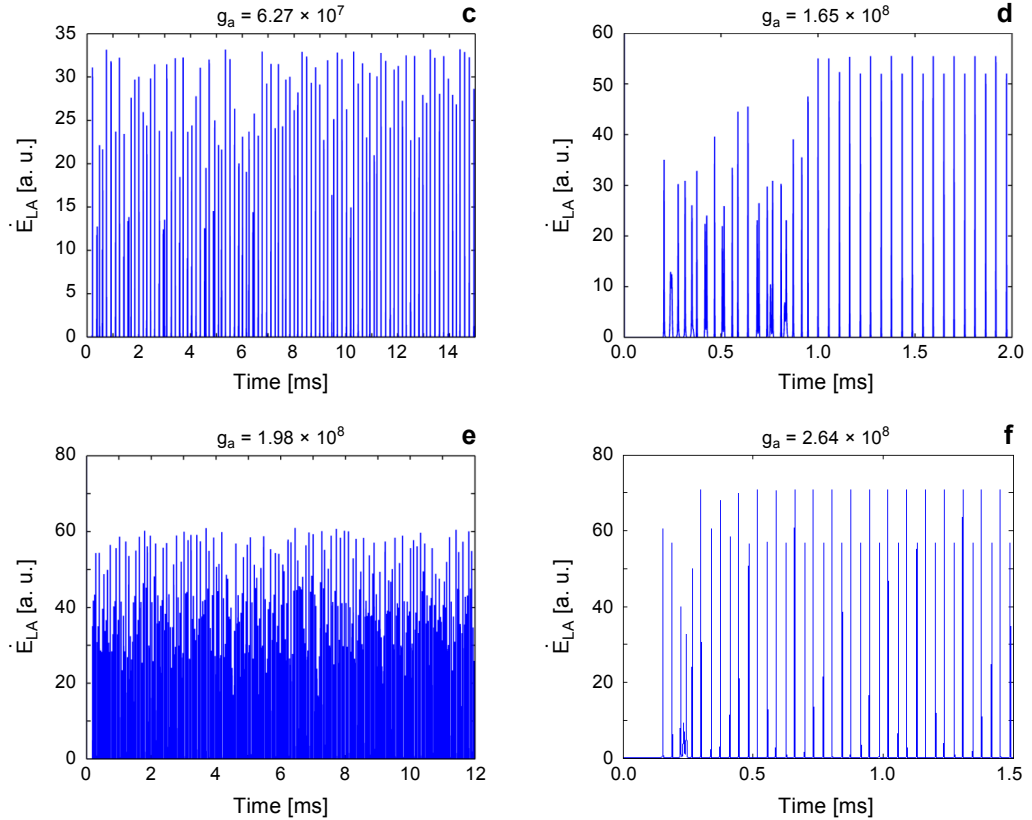 g_a = 6.27 × 10^7
c
35
30
25
20
15
10
5
0
Ė_LA [a. u.]
0 2 4 6 8 10 12 14
Time [ms]
g_a = 1.65 × 10^8
d
60
50
40
30
20
10
0
Ė_LA [a. u.]
0.0 0.5 1.0 1.5 2.0
Time [ms]
g_a = 1.98 × 10^8
e
80
60
40
20
0
Ė_LA [a. u.]
0 2 4 6 8 10 12
Time [ms]
g_a = 2.64 × 10^8
f
80
60
40
20
0
Ė_LA [a. u.]
0.0 0.5 1.0 1.5
Time [ms]